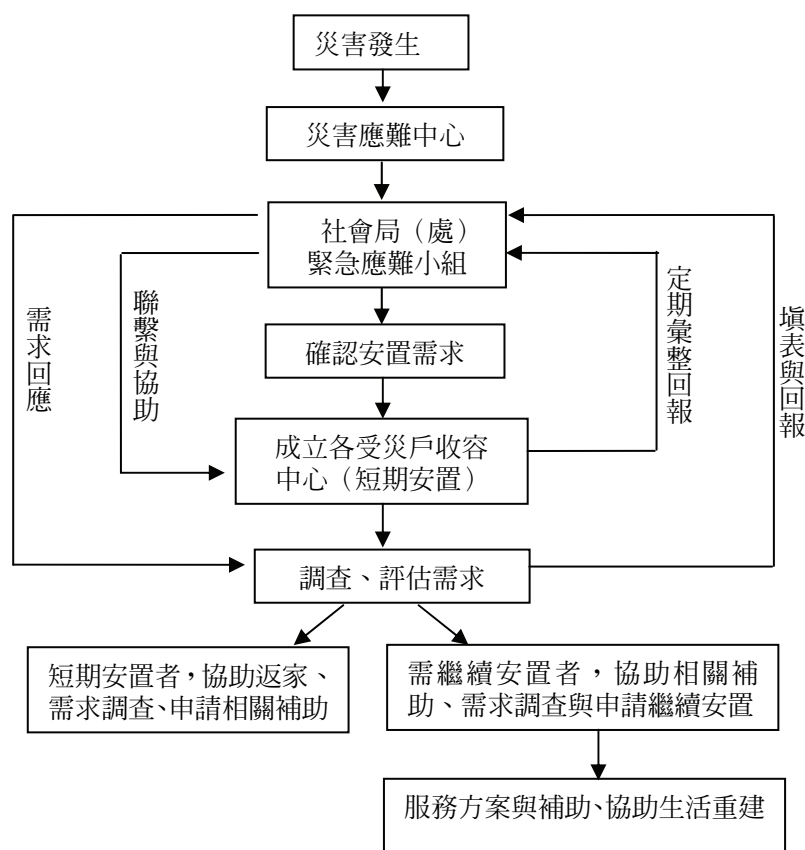 災害發生
災害應難中心
社會局（處）
緊急應難小組
需求回應
聯繫與協助
定期彙整回報
填表與回報
確認安置需求
成立各受災戶收容
中心（短期安置）
調查、評估需求
短期安置者，協助返家、
需求調查、申請相關補助
需繼續安置者，協助相關補
助、需求調查與申請繼續安置
服務方案與補助、協助生活重建